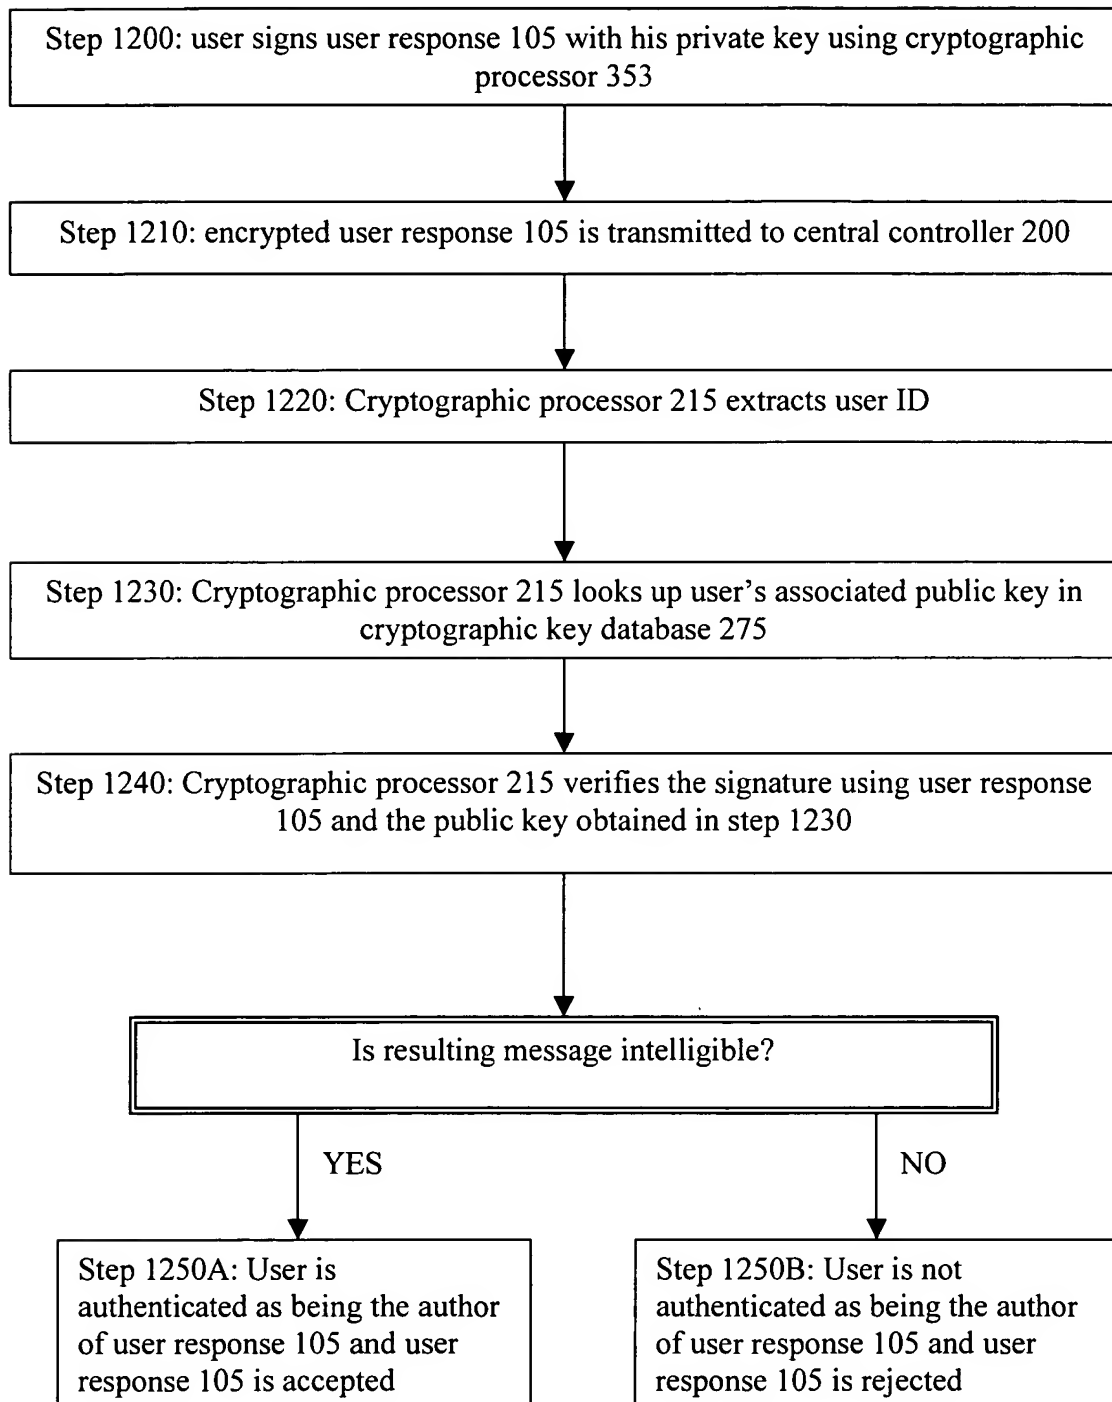 Step 1200: user signs user response 105 with his private key using cryptographic
processor 353
Step 1210: encrypted user response 105 is transmitted to central controller 200
Step 1220: Cryptographic processor 215 extracts user ID
Step 1230: Cryptographic processor 215 looks up user's associated public key in
cryptographic key database 275
Step 1240: Cryptographic processor 215 verifies the signature using user response
105 and the public key obtained in step 1230
Is resulting message intelligible?
YES
NO
Step 1250A: User is
authenticated as being the author
of user response 105 and user
response 105 is accepted
Step 1250B: User is not
authenticated as being the author
of user response 105 and user
response 105 is rejected